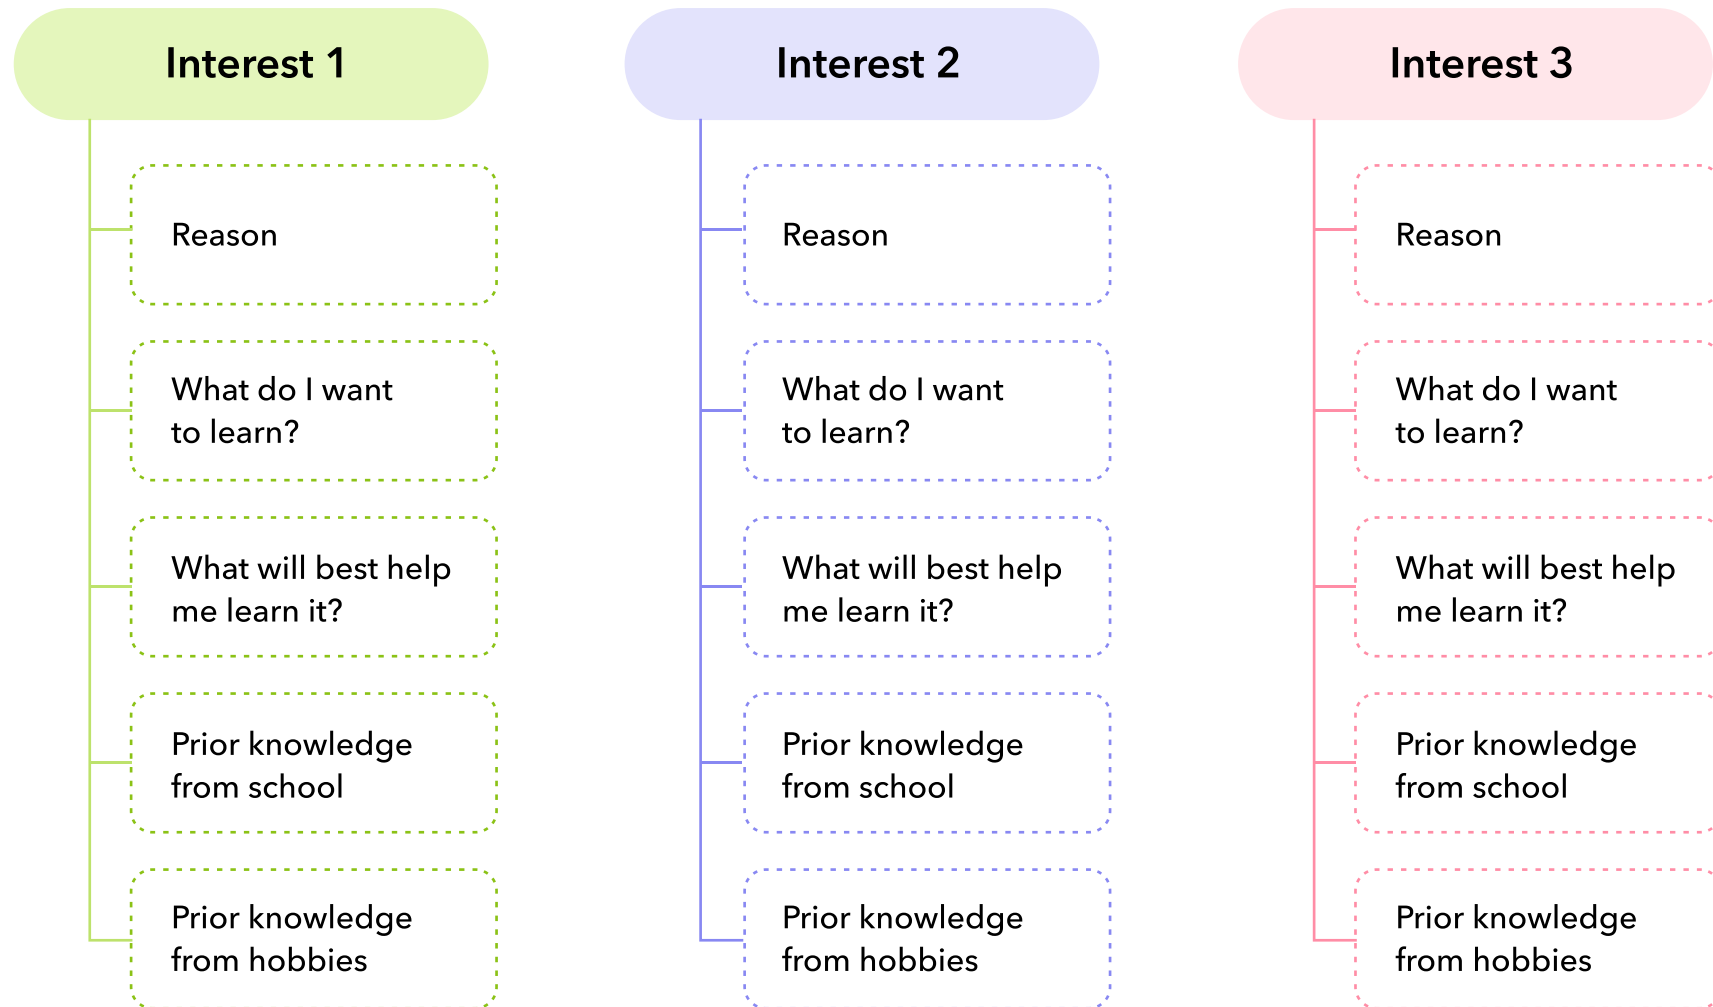 Interest 1
Reason
What do I want
to learn?
What will best help
me learn it?
Prior knowledge
from school
Prior knowledge
from hobbies
Interest 2
Reason
What do I want
to learn?
What will best help
me learn it?
Prior knowledge
from school
Prior knowledge
from hobbies
Interest 3
Reason
What do I want
to learn?
What will best help
me learn it?
Prior knowledge
from school
Prior knowledge
from hobbies